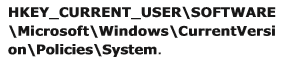 HKEY_CURRENT_USER\SOFTWARE
\Microsoft\Windows\CurrentVersi
on\Policies\System.